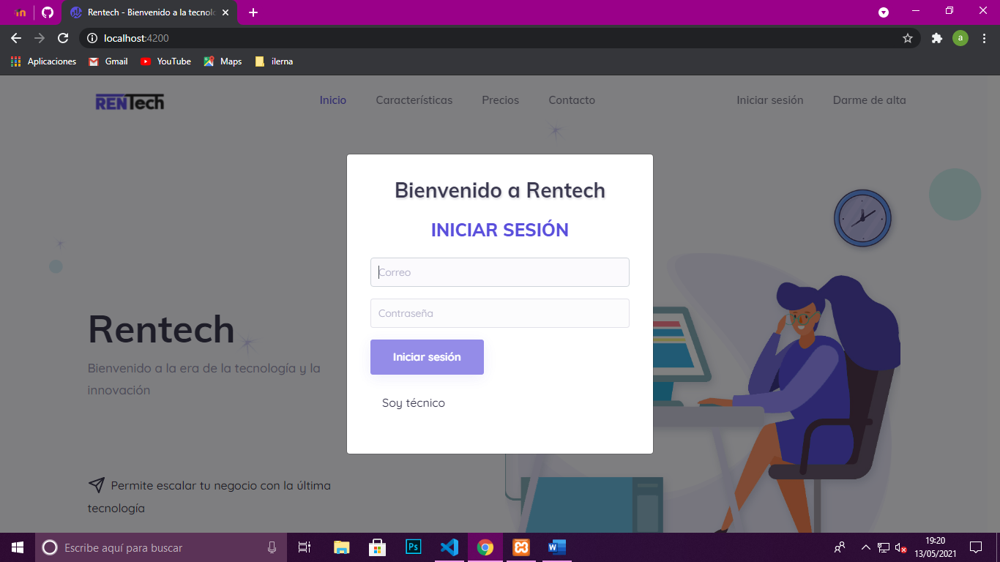 Rentech - Bienvenido a la tecnolo
localhost:4200
a
Aplicaciones
Gmail
YouTube
Maps
ilerna
RENTech
Inicio
Características
Precios
Contacto
Iniciar sesión
Darme de alta
Bienvenido a Rentech
INICIAR SESIÓN
Correo
Contraseña
Iniciar sesión
Soy técnico
Rentech
Bienvenido a la era de la tecnología y la
innovación
Permite escalar tu negocio con la última
tecnología
Escribe aquí para buscar
Ps
W
19:20
13/05/2021